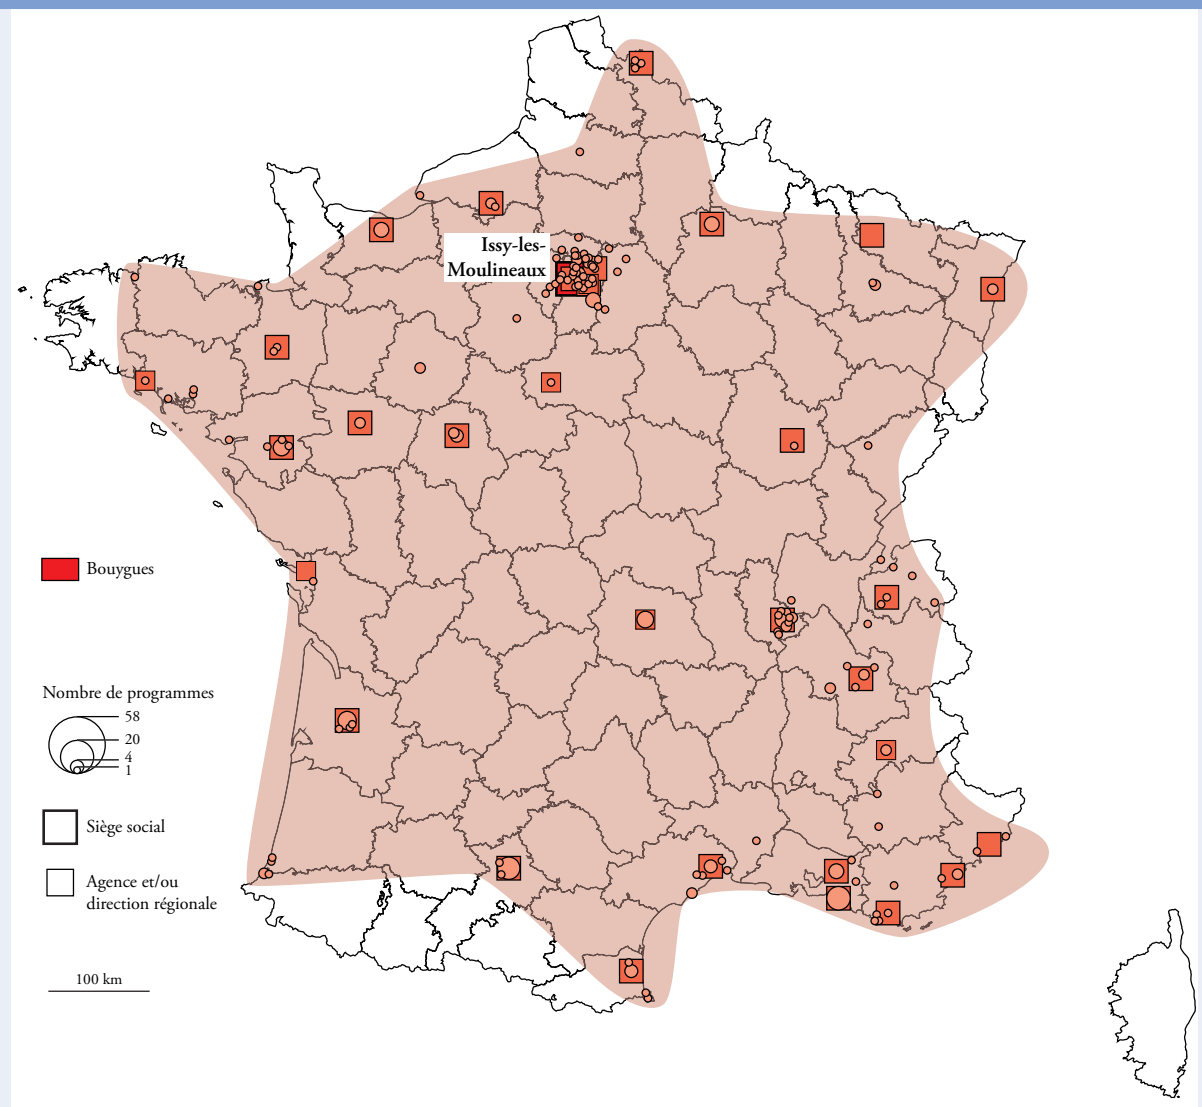 Issy-les-
Moulineaux
Bouygues
Nombre de programmes
58
20
4
1
Siège social
Agence et/ou
direction régionale
100 km